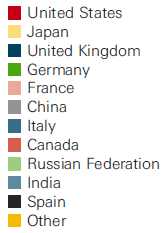 United States
Japan
United Kingdom
Germany
France
China
Italy
Canada
Russian Federation
India
Spain
Other